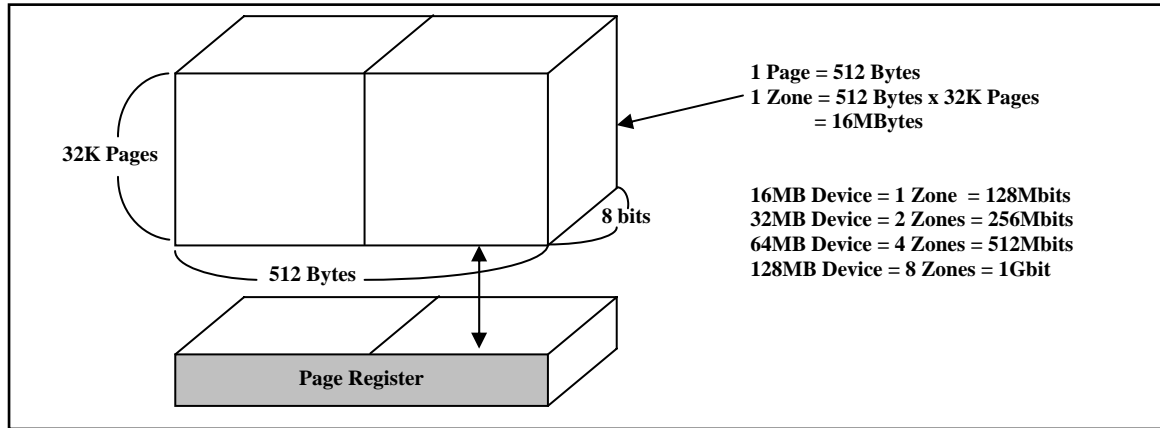 1 Page = 512 Bytes
1 Zone = 512 Bytes x 32K Pages
= 16MBytes
32K Pages
16MB Device = 1 Zone = 128Mbits
8 bits
32MB Device = 2 Zones = 256Mbits
64MB Device = 4 Zones = 512Mbits
512 Bytes
128MB Device = 8 Zones = 1Gbit
Page Register